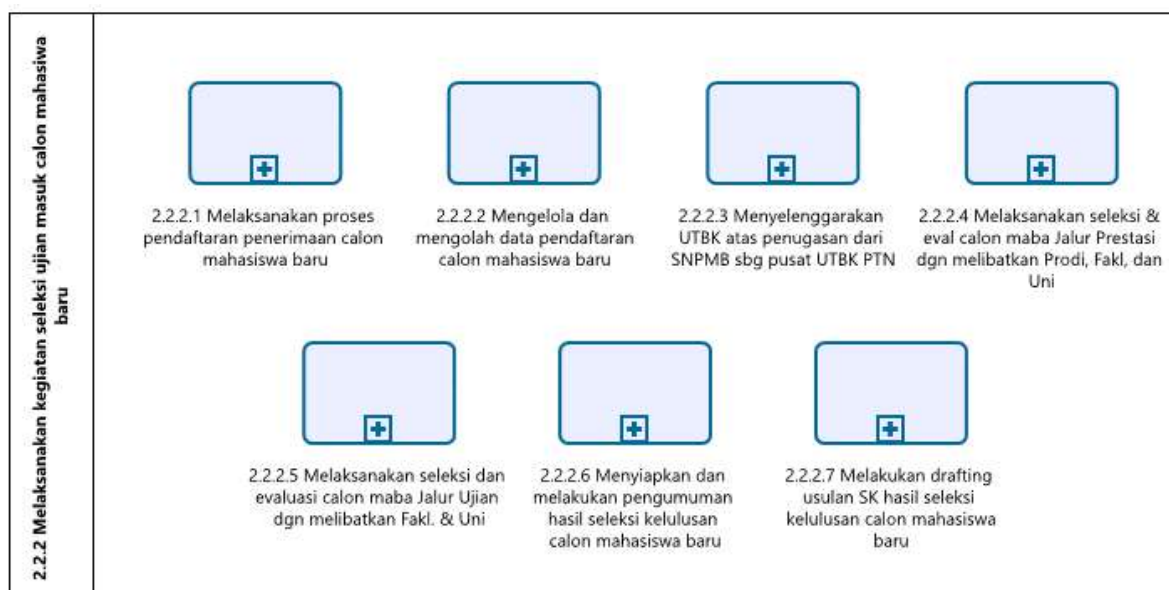 2.2.2 Melaksanakan kegiatan seleksi ujian masuk calon mahasiwa
baru
2.2.2.1 Melaksanakan proses
pendaftaran penerimaan calon
mahasiswa baru
2.2.2.2 Mengelola dan
mengolah data pendaftaran
calon mahasiswa baru
2.2.2.3 Menyelenggarakan
UTBK atas penugasan dari
SNPMB sbg pusat UTBK PTN
2.2.2.4 Melaksanakan seleksi &
eval calon maba Jalur Prestasi
dgn melibatkan Prodi, Fakl, dan
Uni
2.2.2.5 Melaksanakan seleksi dan
evaluasi calon maba Jalur Ujian
dgn melibatkan Fakl. & Uni
2.2.2.6 Menyiapkan dan
melakukan pengumuman
hasil seleksi kelulusan
calon mahasiswa baru
2.2.2.7 Melakukan drafting
usulan SK hasil seleksi
kelulusan calon mahasiswa
baru